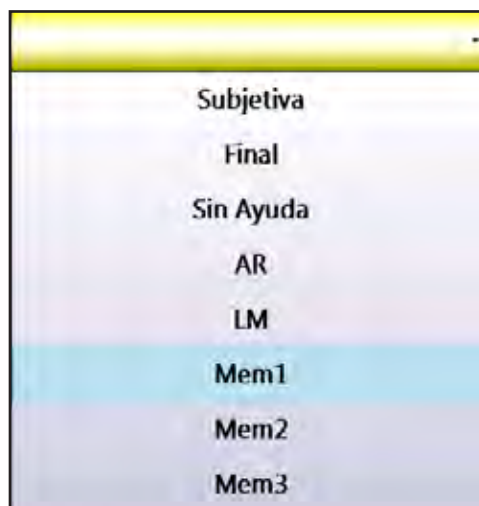 Subjetiva
Final
Sin Ayuda
AR
LM
Mem1
Mem2
Mem3